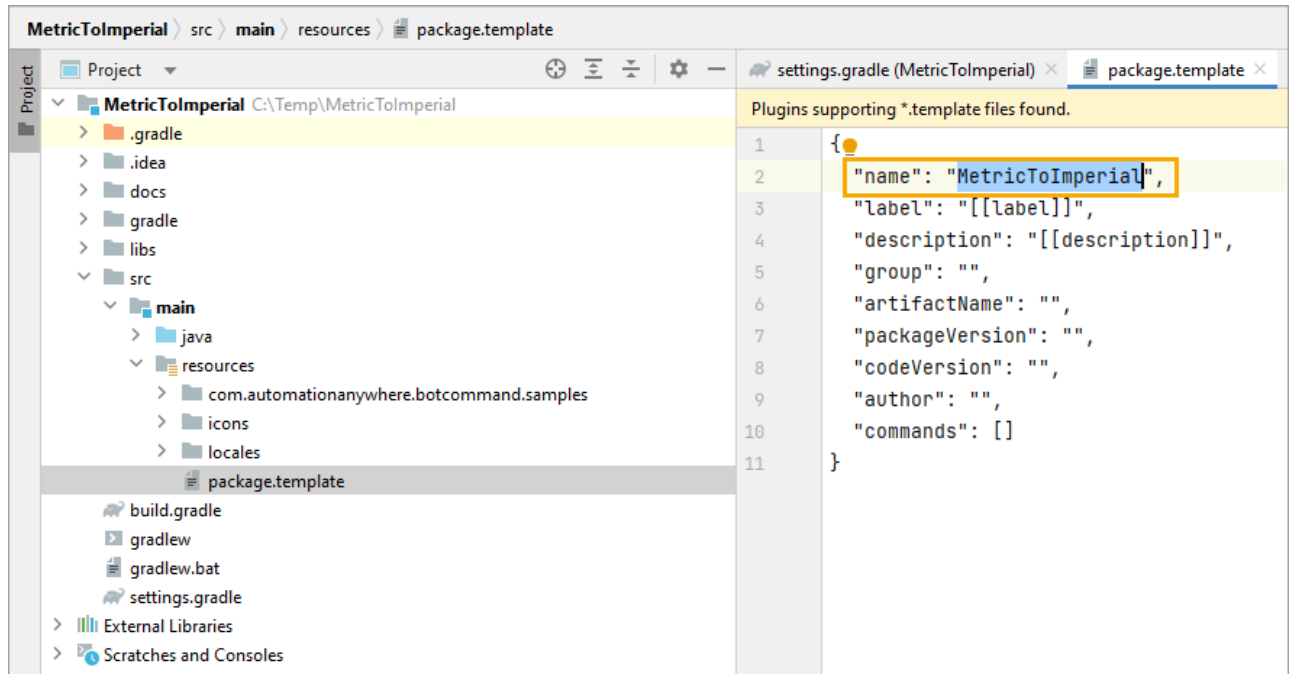 MetricToImperial 〉 src 〉 main 〉 resources 〉 package.template
Project
Project
settings.gradle (MetricToImperial)
package.template
MetricToImperial C:\Temp\MetricToImperial
.gradle
.idea
docs
gradle
libs
src
main
java
resources
com.automationanywhere.botcommand.samples
icons
locales
package.template
build.gradle
gradlew
gradlew.bat
settings.gradle
External Libraries
Scratches and Consoles
Plugins supporting *.template files found.
1 {
2 "name": "MetricToImperial",
3 "label": "[[label]]",
4 "description": "[[description]]",
5 "group": "",
6 "artifactName": "",
7 "packageVersion": "",
8 "codeVersion": "",
9 "author": "",
10 "commands": []
11 }